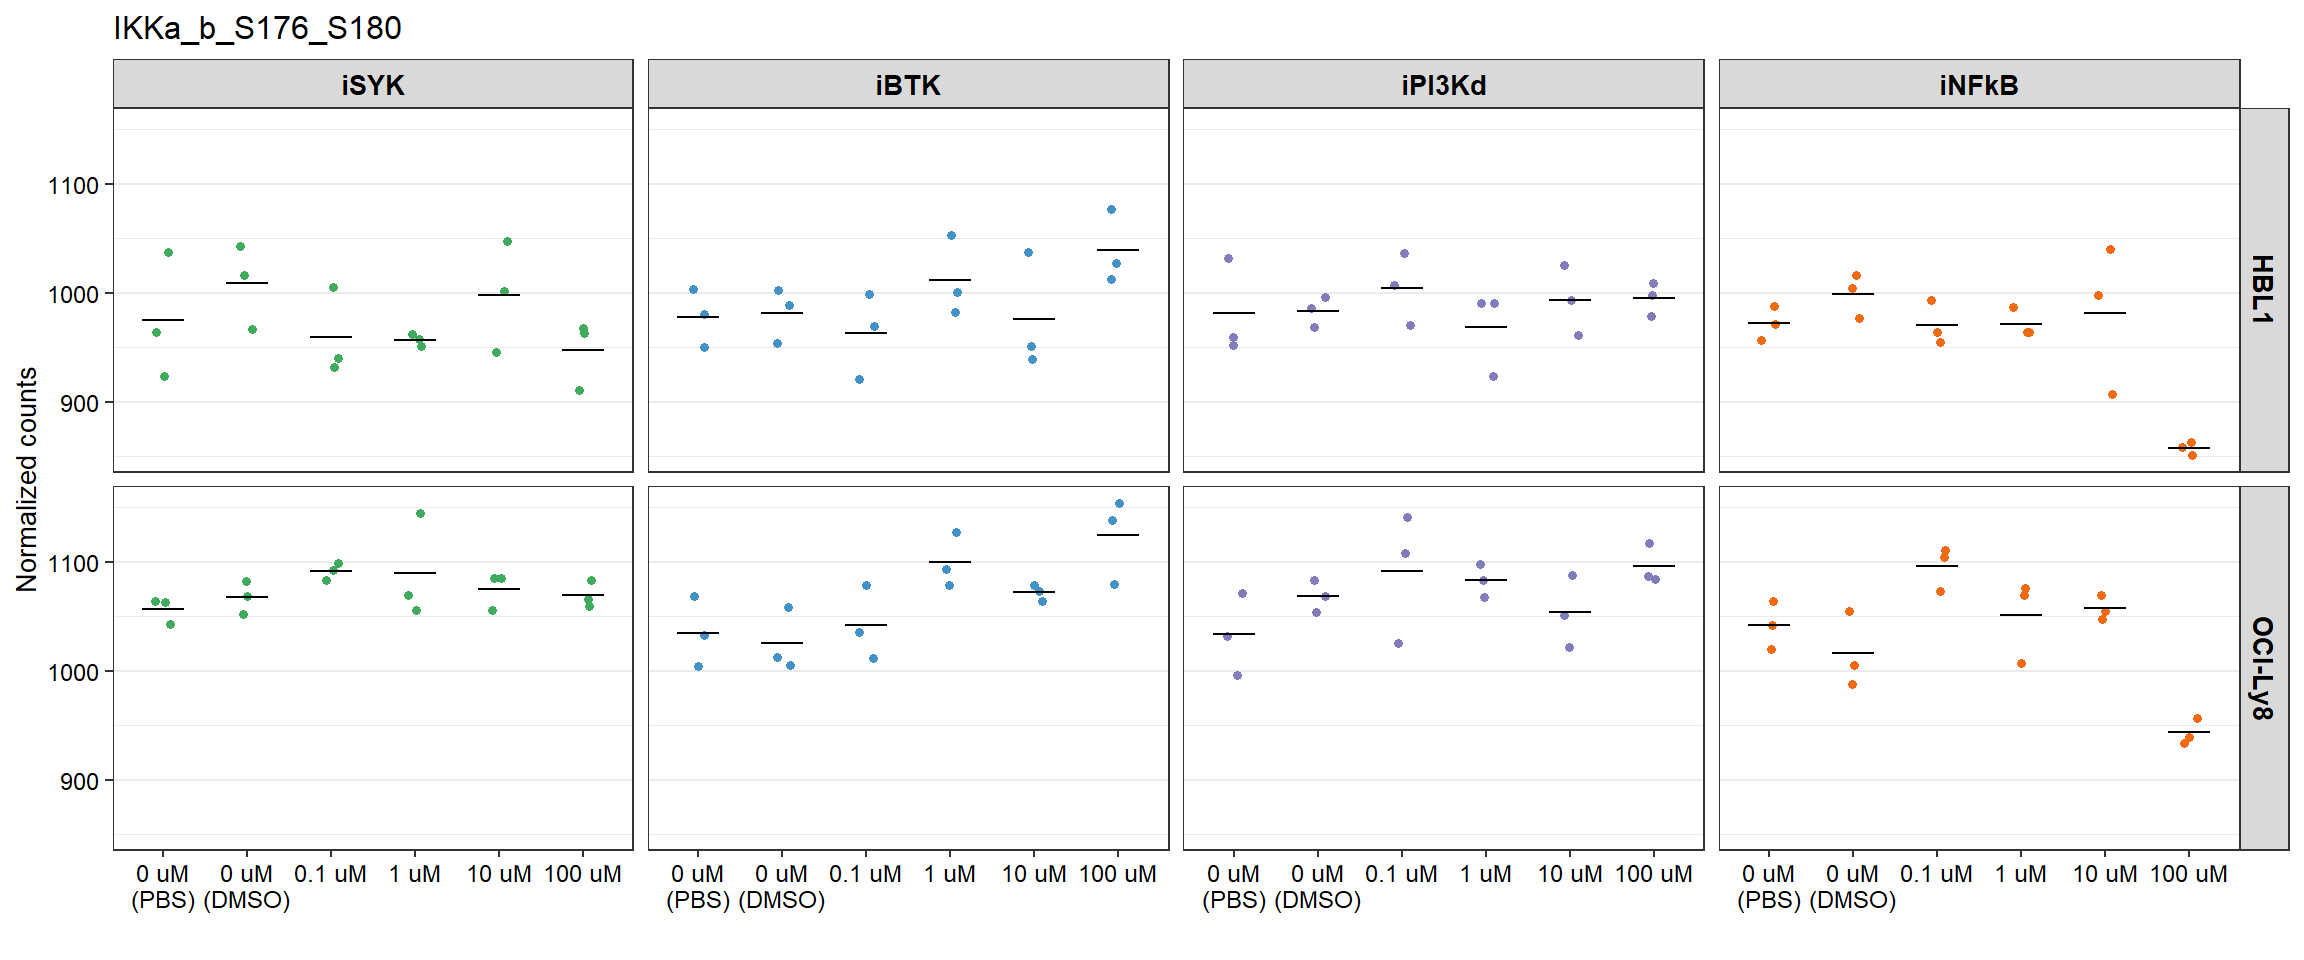 IKKa_b_S176_S180
iSYK
iBTK
iPI3Kd
iNFkB
HBL1
OCI-Ly8
Normalized counts
1100
1000
900
1100
1000
900
0 uM (PBS)
0 uM (DMSO)
0.1 uM
1 uM
10 uM
100 uM
0 uM (PBS)
0 uM (DMSO)
0.1 uM
1 uM
10 uM
100 uM
0 uM (PBS)
0 uM (DMSO)
0.1 uM
1 uM
10 uM
100 uM
0 uM (PBS)
0 uM (DMSO)
0.1 uM
1 uM
10 uM
100 uM